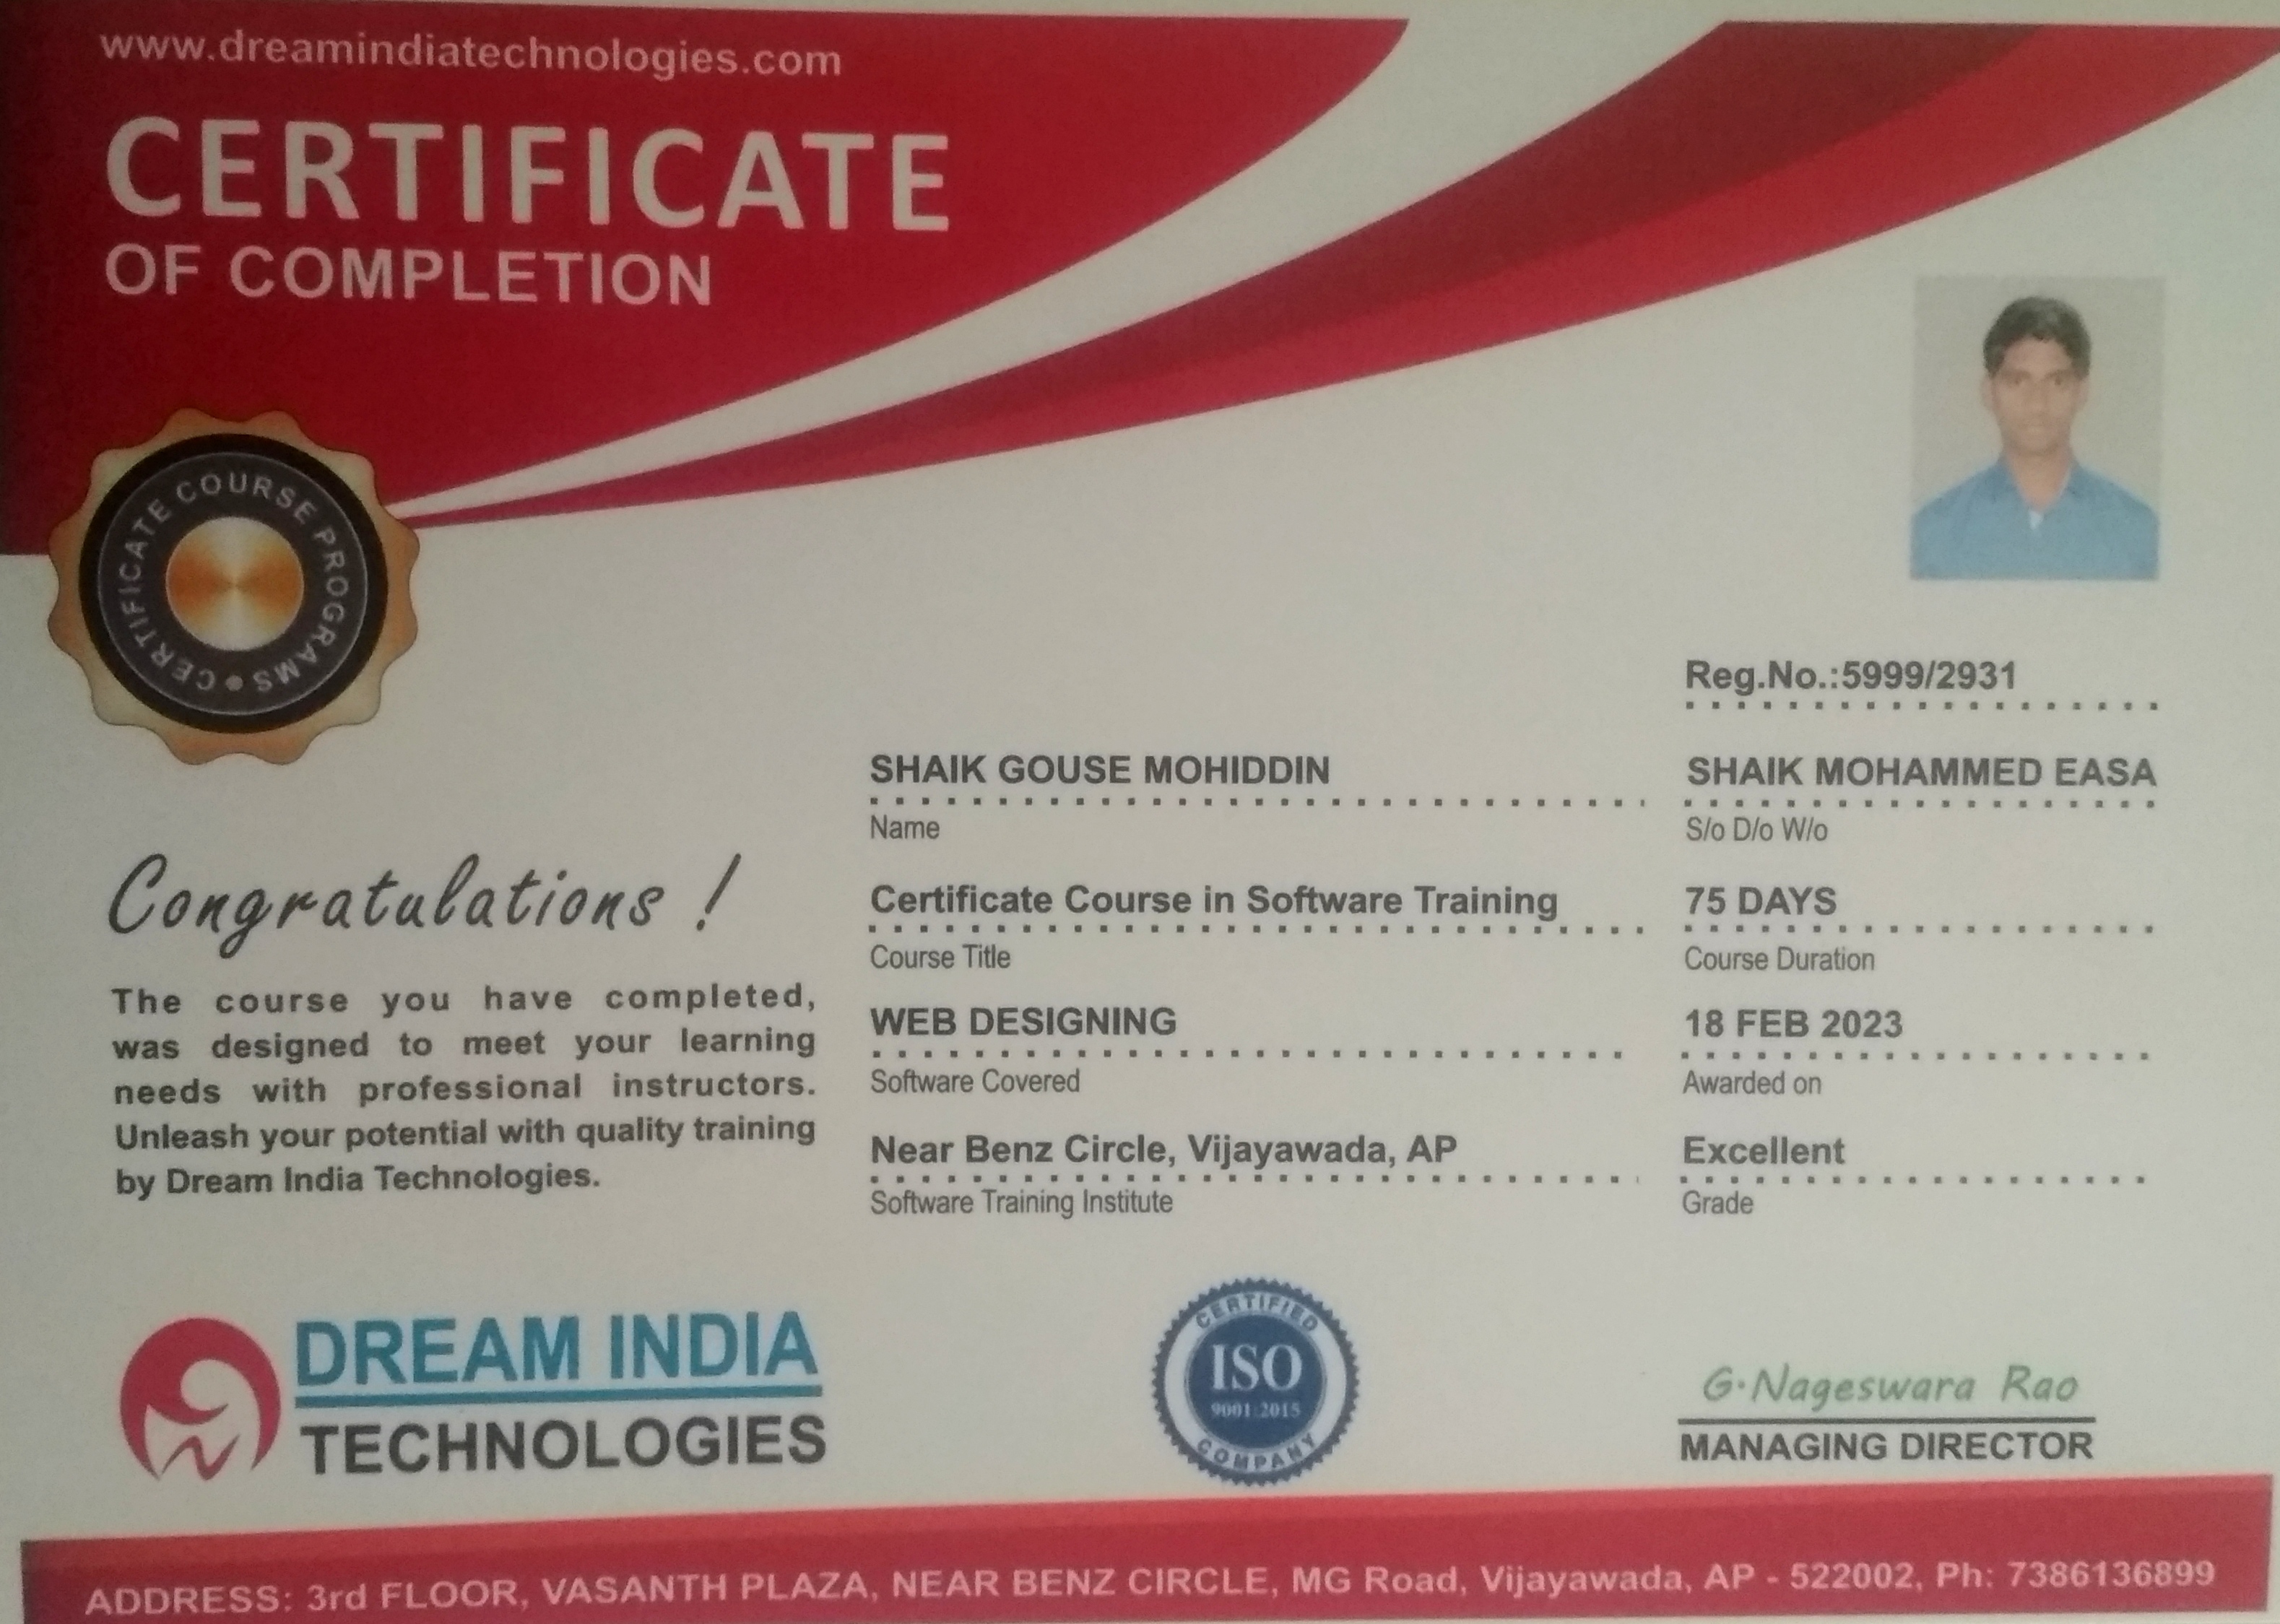 www.dreamindiatechnologies.com
CERTIFICATE
OF COMPLETION
CERTIFICATE COURSE PROGRAMS
Reg.No.:5999/2931
SHAIK GOUSE MOHIDDIN
Name
SHAIK MOHAMMED EASA
S/o D/o W/o
Certificate Course in Software Training
Course Title
75 DAYS
Course Duration
WEB DESIGNING
Software Covered
18 FEB 2023
Awarded on
Near Benz Circle, Vijayawada, AP
Software Training Institute
Excellent
Grade
Congratulations !
The course you have completed,
was designed to meet your learning
needs with professional instructors.
Unleash your potential with quality training
by Dream India Technologies.
DREAM INDIA
TECHNOLOGIES
CERTIFIED
ISO
9001:2015
COMPANY
G.Nageswara Rao
MANAGING DIRECTOR
ADDRESS: 3rd FLOOR, VASANTH PLAZA, NEAR BENZ CIRCLE, MG Road, Vijayawada, AP - 522002, Ph: 7386136899